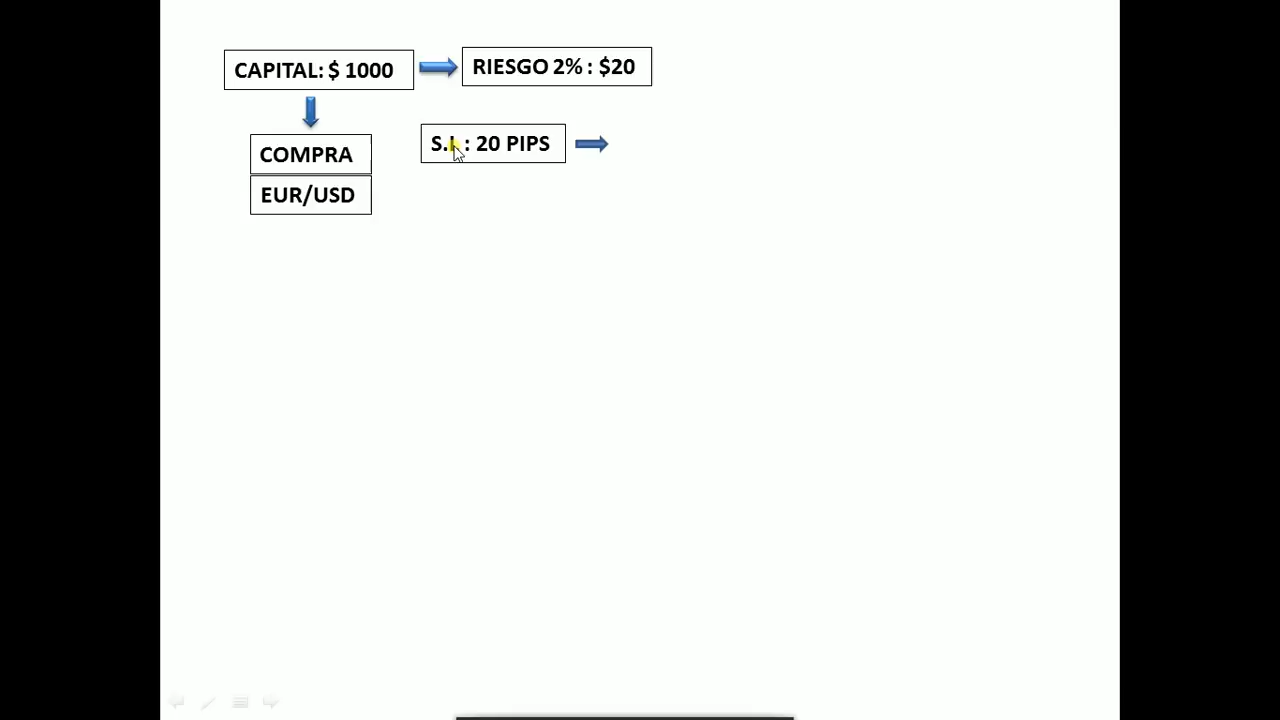 CAPITAL: $ 1000
RIESGO 2% : $20
COMPRA
S.L : 20 PIPS
EUR/USD